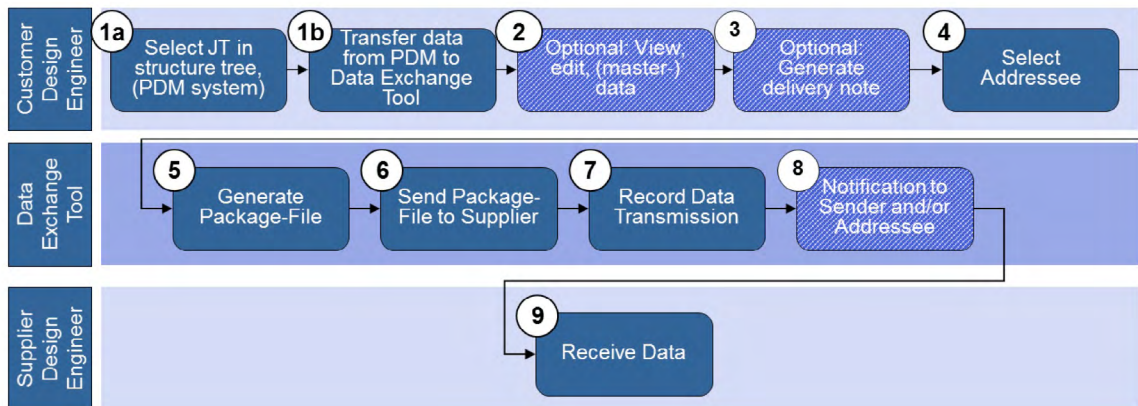 Customer
Design
Engineer
1a
Select JT in
structure tree,
(PDM system)
1b
Transfer data
from PDM to
Data Exchange
Tool
2
Optional: View,
edit, (master-)
data
3
Optional:
Generate
delivery note
4
Select
Addressee
Data
Exchange
Tool
5
Generate
Package-File
6
Send Package-
File to Supplier
7
Record Data
Transmission
8
Notification to
Sender and/or
Addressee
Supplier
Design
Engineer
9
Receive Data